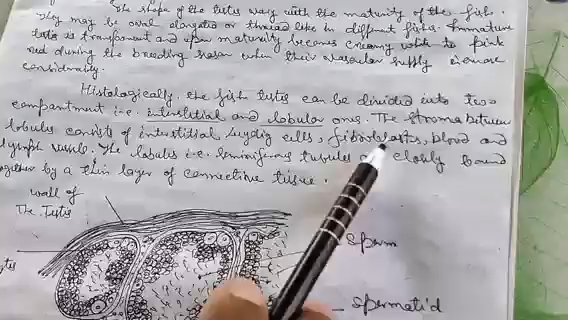 The shape of the testis vary with the maturity of the fish.
They may be oval elongated or thread like in different fishes. Immature
testis is transparent and upon maturity becomes creamy white to pink
red during the breeding season when their vascular supply increase
considerably.
Histologically, the fish testis can be divided into two
compartment i.e. interstitial and lobular ones. The stroma between
lobules consists of interstitial leydig cells, fibroblasts, blood and
lymph vessels. The lobules i.e. seminiferous tubules closly bound
together by a thin layer of connective tissue.
wall of
The Testis
sperm
spermatid